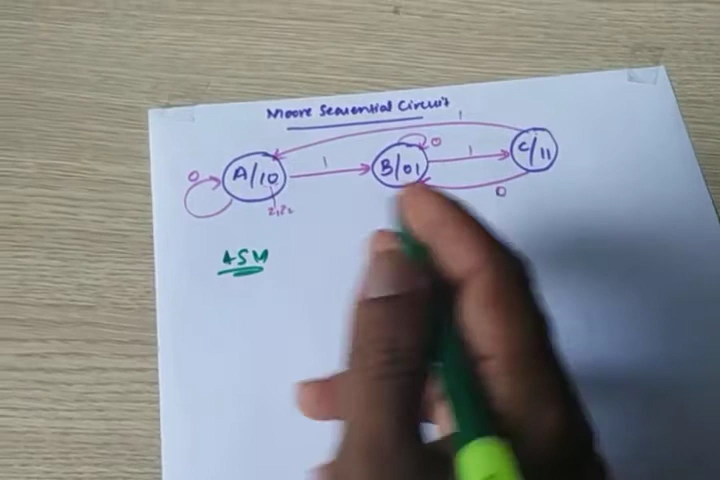 Moore Sequential Circuit
1
0 A/10 1 B/01 0 1 C/11
0
Z1Z2
ASM